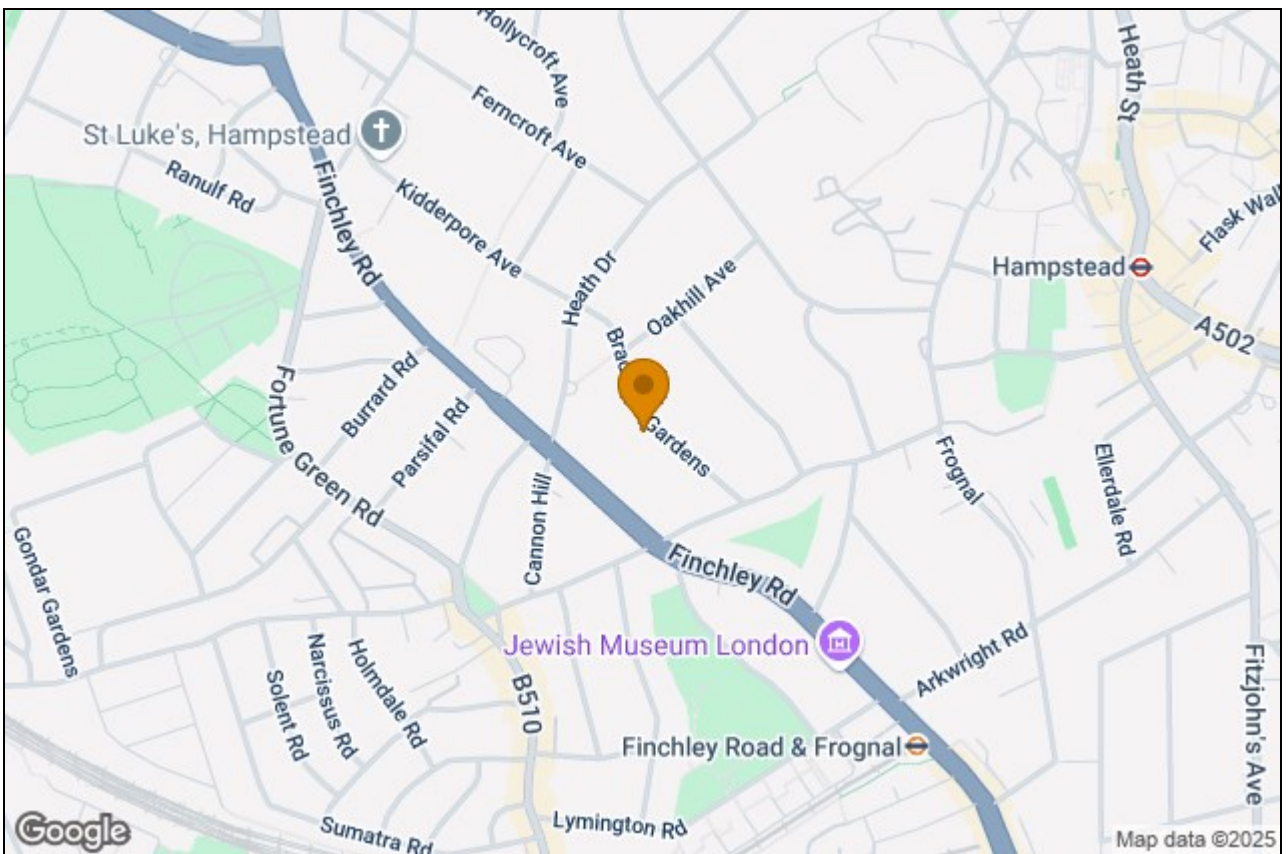 Hollycroft Ave
Heath St
Ferncroft Ave
St Luke's, Hampstead
Ranulf Rd
Finchley Rd
Kidderpore Ave
Flask Wal
Heath Dr
Oakhill Ave
Hampstead
A502
Brad
Gardens
Burrard Rd
Parsifal Rd
Fortune Green Rd
Cannon Hill
Frognal
Ellerdale Rd
Gondar Gardens
Finchley Rd
Jewish Museum London
Arkwright Rd
Holmdale Rd
Narcissus Rd
Solent Rd
B510
Fitzjohn's Ave
Finchley Road & Frognal
Lymington Rd
Sumatra Rd
Google
Map data ©2025